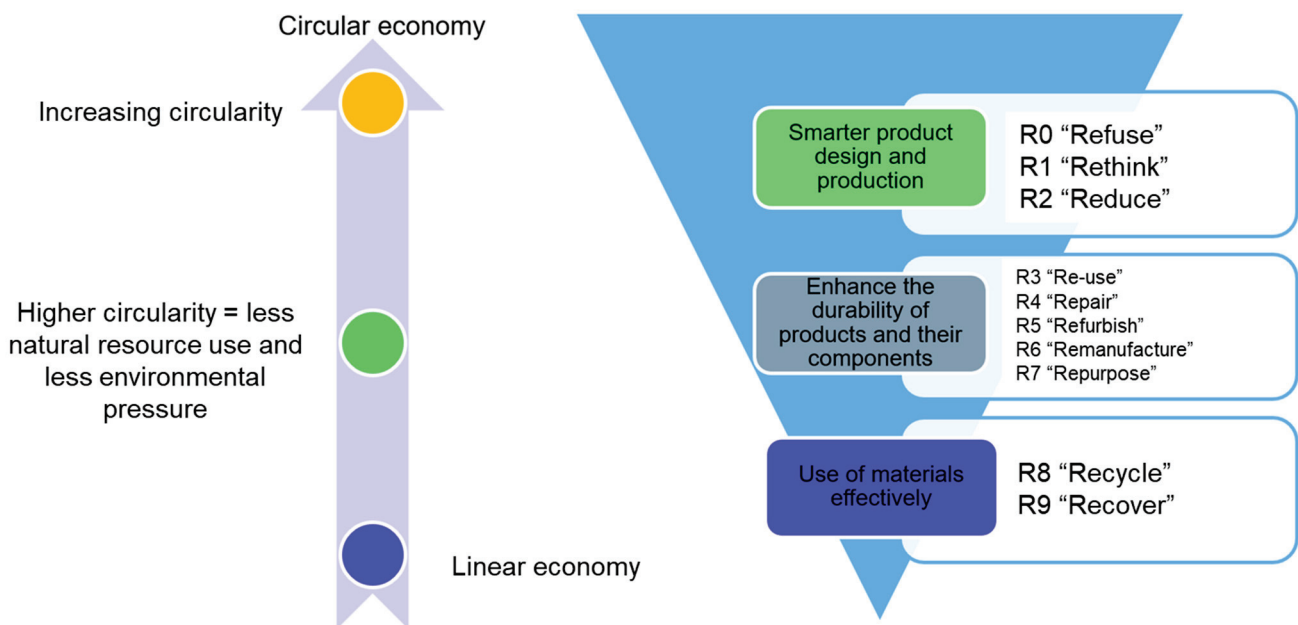 Circular economy
Increasing circularity
Higher circularity = less
natural resource use and
less environmental
pressure
Linear economy
Smarter product
design and
production
R0 “Refuse”
R1 “Rethink”
R2 “Reduce”
Enhance the
durability of
products and their
components
R3 “Re-use”
R4 “Repair”
R5 “Refurbish”
R6 “Remanufacture”
R7 “Repurpose”
Use of materials
effectively
R8 “Recycle”
R9 “Recover”